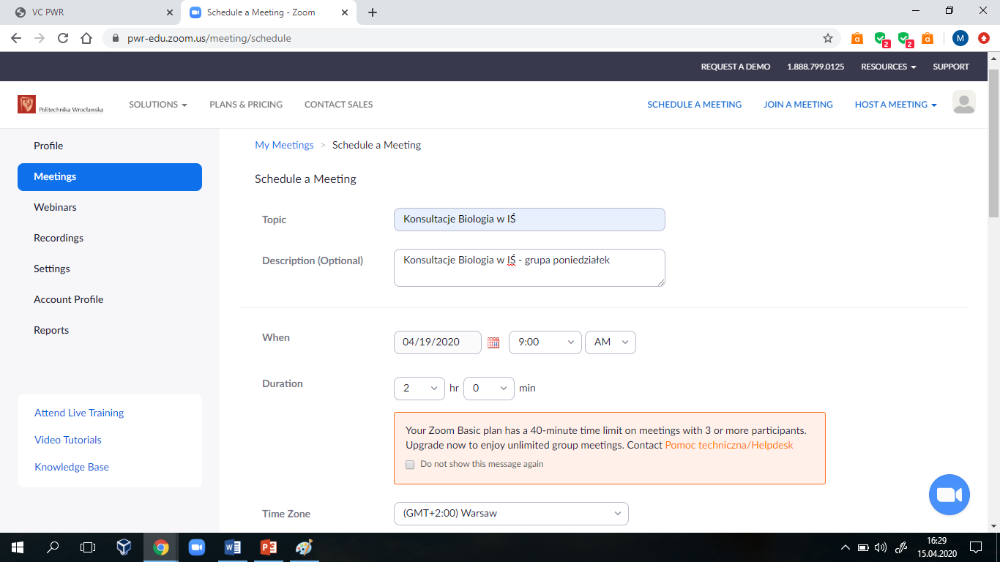 VC PWR
Schedule a Meeting - Zoom
pwr-edu.zoom.us/meeting/schedule
2
2
M
REQUEST A DEMO 1.888.799.0125 RESOURCES SUPPORT
Politechnika Wrocławska
SOLUTIONS PLANS & PRICING CONTACT SALES
SCHEDULE A MEETING JOIN A MEETING HOST A MEETING
Profile
Meetings
Webinars
Recordings
Settings
Account Profile
Reports
Attend Live Training
Video Tutorials
Knowledge Base
My Meetings > Schedule a Meeting
Schedule a Meeting
Topic
Konsultacje Biologia w IŚ
Description (Optional)
Konsultacje Biologia w IŚ - grupa poniedziałek
When
04/19/2020 9:00 AM
Duration
2 hr 0 min
Your Zoom Basic plan has a 40-minute time limit on meetings with 3 or more participants.
Upgrade now to enjoy unlimited group meetings. Contact Pomoc techniczna/Helpdesk
Do not show this message again
Time Zone
(GMT+2:00) Warsaw
16:29
15.04.2020